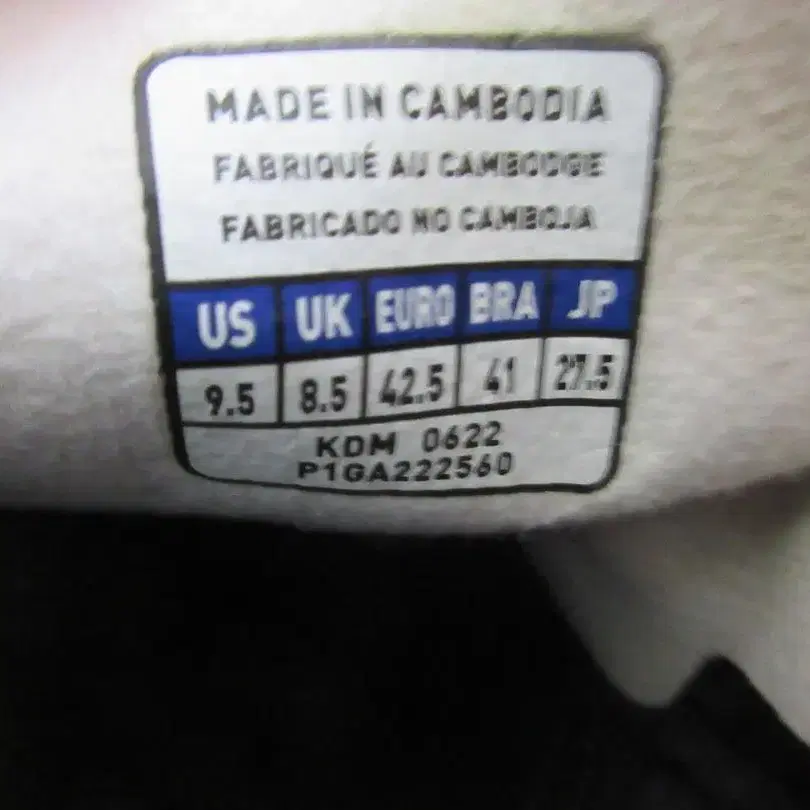 MADE IN CAMBODIA
FABRIQUÉ AU CAMBODGE
FABRICADO NO CAMBOJA
US UK EURO BRA JP
9.5 8.5 42.5 41 27.5
KDM 0622
P1GA222560